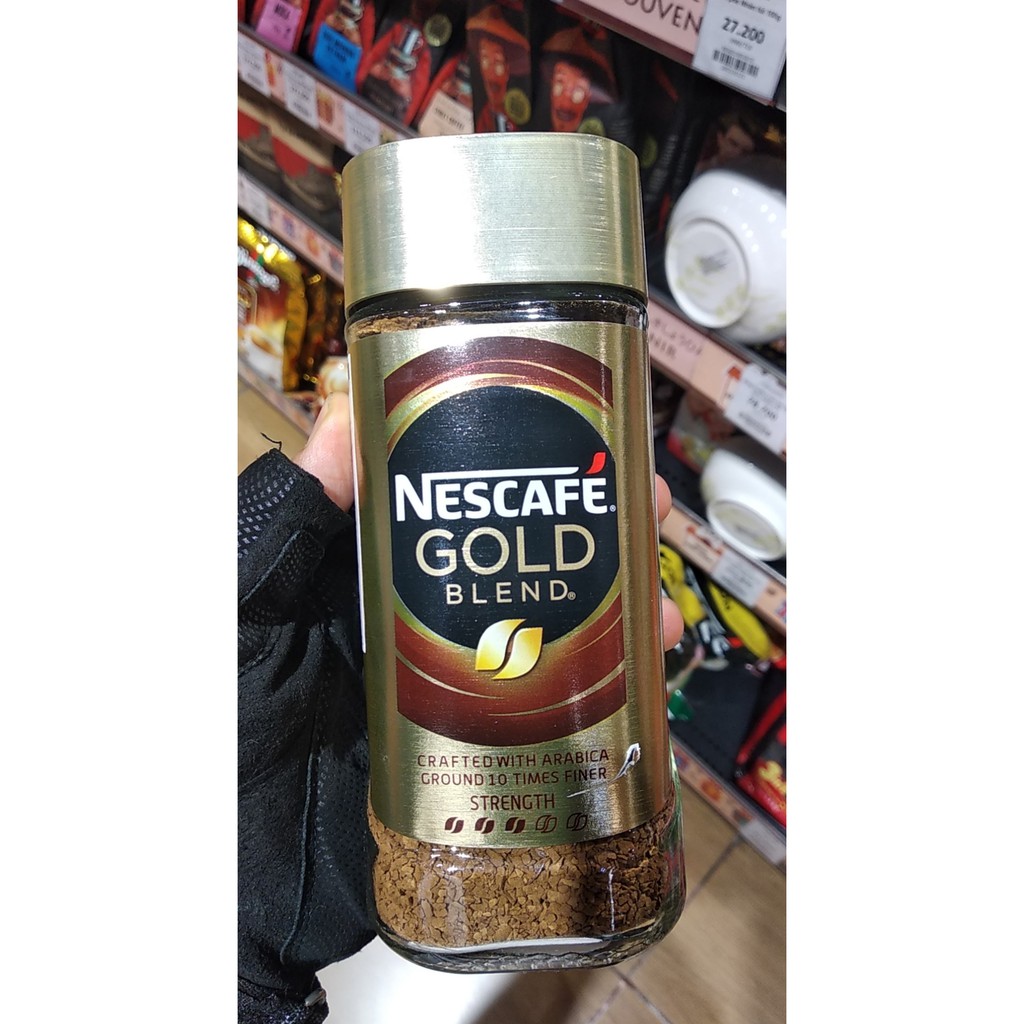 27.200
NESCAFÉ®
GOLD
BLEND®
CRAFTED WITH ARABICA
GROUND 10 TIMES FINER
STRENGTH